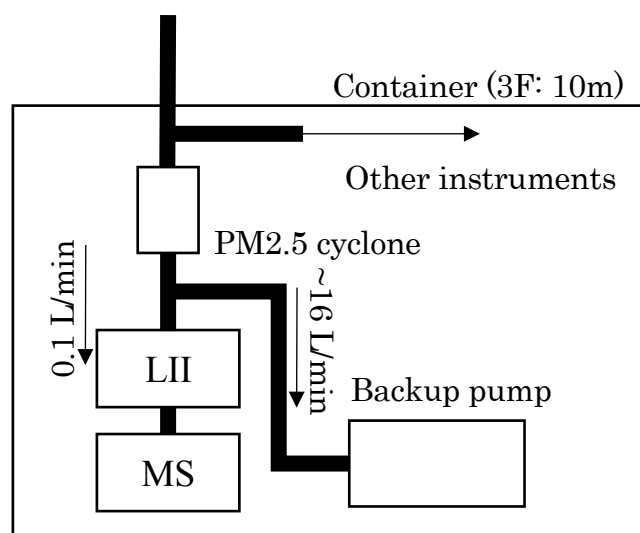 Container (3F: 10m)
Other instruments
PM2.5 cyclone
0.1 L/min
~16 L/min
LII
Backup pump
MS